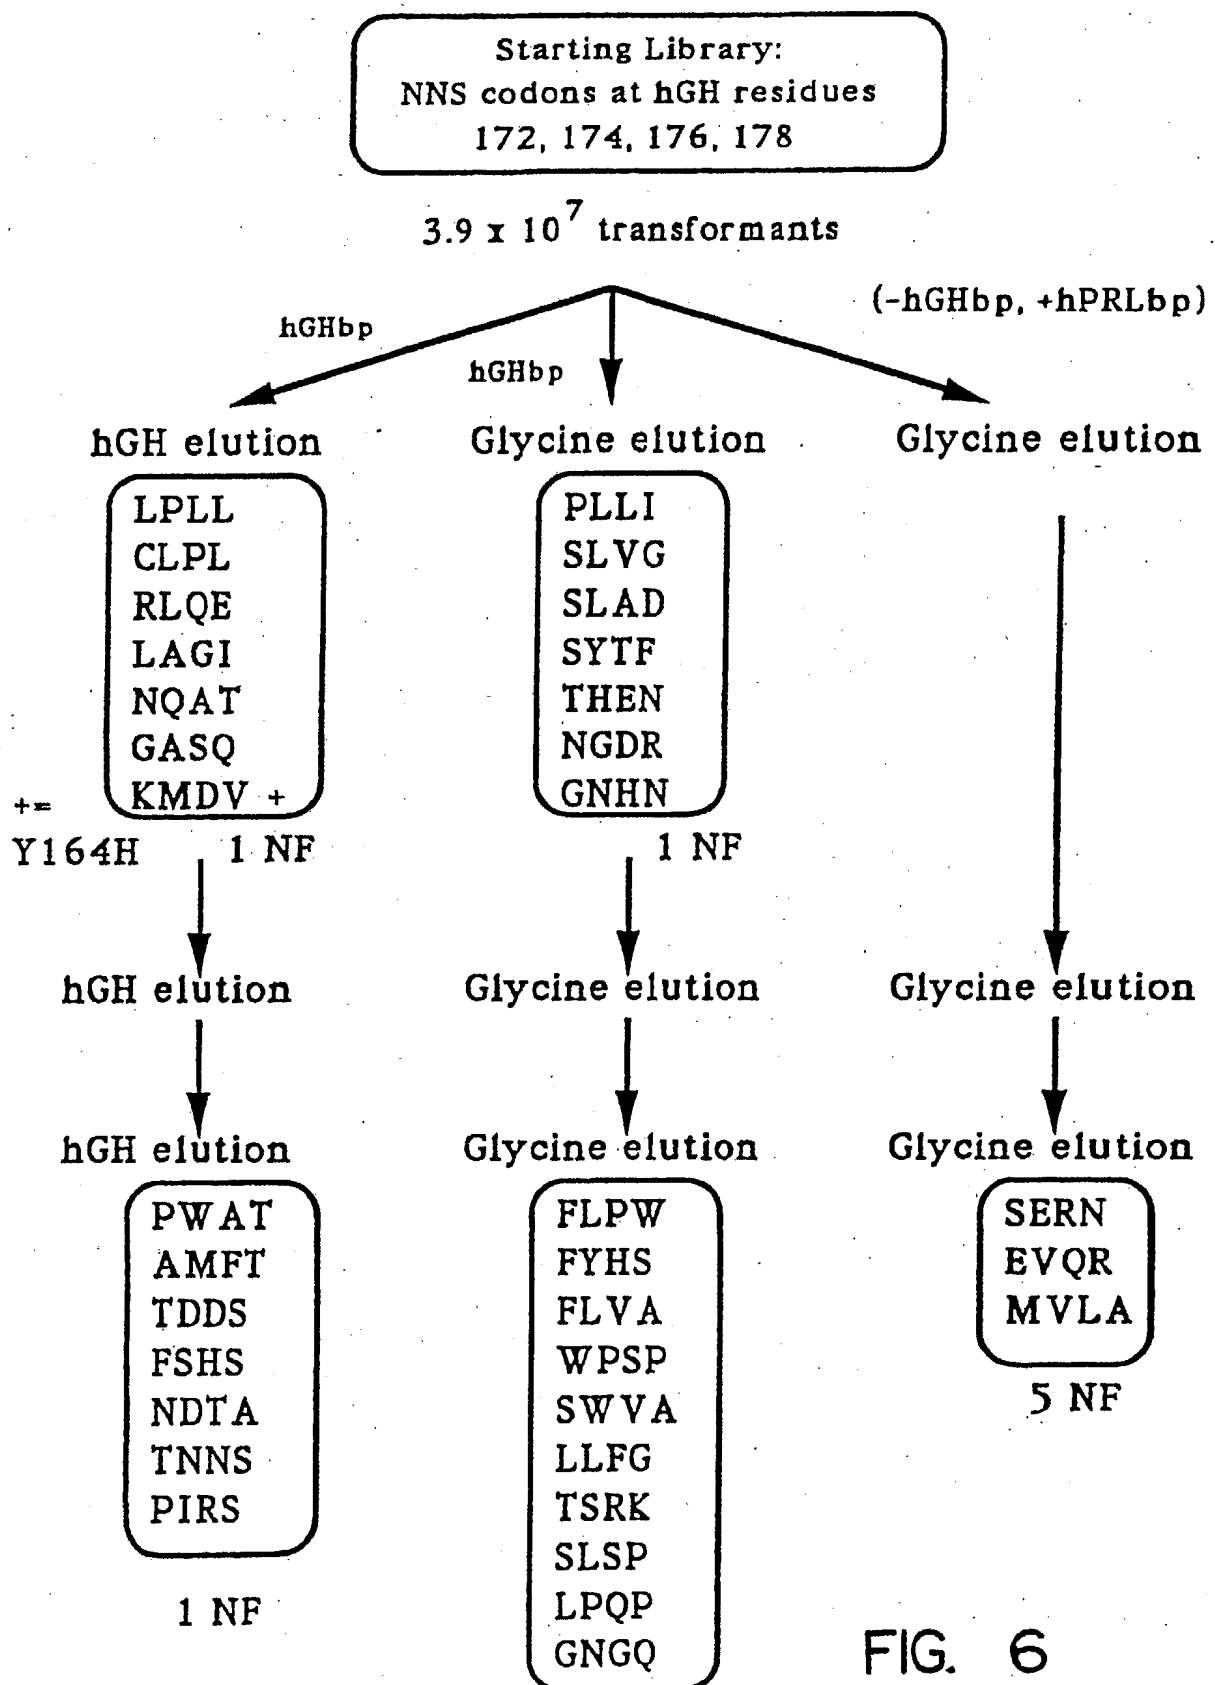 Starting Library:
NNS codons at hGH residues
172, 174, 176, 178
3.9 x 10^7 transformants
(-hGHbp, +hPRLbp)
hGHbp
hGHbp
hGH elution
Glycine elution
Glycine elution
LPLL
CLPL
RLQE
LAGI
NQAT
GASQ
KMDV +
+=
Y164H
1 NF
PLLI
SLVG
SLAD
SYTF
THEN
NGDR
GNHN
1 NF
hGH elution
Glycine elution
Glycine elution
hGH elution
Glycine elution
Glycine elution
PWAT
AMFT
TDDS
FSHS
NDTA
TNNS
PIRS
1 NF
FLPW
FYHS
FLVA
WPSP
SWVA
LLFG
TSRK
SLSP
LPQP
GNGQ
SERN
EVQR
MVLA
5 NF
FIG. 6